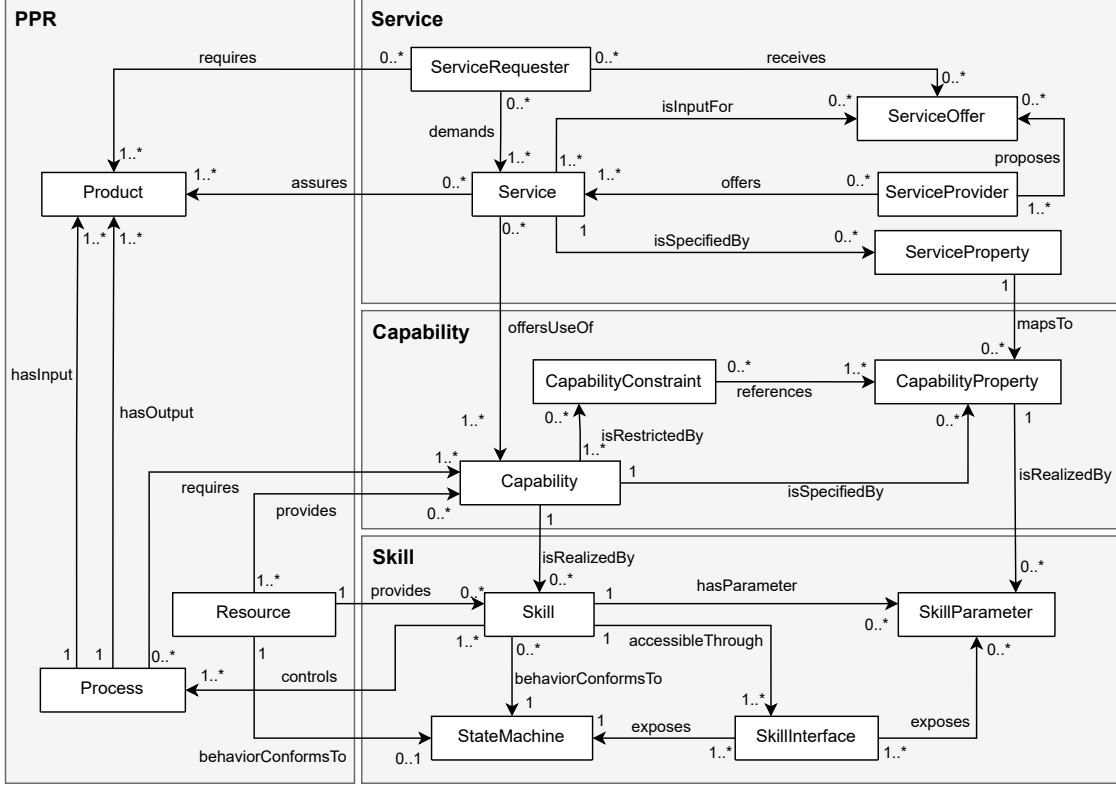 PPR
Service
requires
0..*
ServiceRequester
0..*
receives
0..*
1..*
0..*
demands
1..*
isInputFor
0..*
ServiceOffer
0..*
proposes
1..*
Product
1..*
assures
0..*
Service
1..*
offers
0..*
ServiceProvider
1..*
1..*
1..*
0..*
1
isSpecifiedBy
0..*
ServiceProperty
1
mapsTo
0..*
offersUseOf
1..*
Capability
CapabilityConstraint
0..*
references
1..*
CapabilityProperty
0..*
1
0..*
isRestrictedBy
1..*
hasInput
hasOutput
1..*
requires
Capability
1
isSpecifiedBy
isRealizedBy
provides
0..*
1
Skill
isRealizedBy
0..*
0..*
1..*
Resource
1
provides
0..*
Skill
1
hasParameter
0..*
SkillParameter
1
1..*
0..*
1
accessibleThrough
0..*
1
1
0..*
Process
1..*
controls
behaviorConformsTo
1
1..*
behaviorConformsTo
0..1
StateMachine
1
exposes
1..*
SkillInterface
exposes
1..*